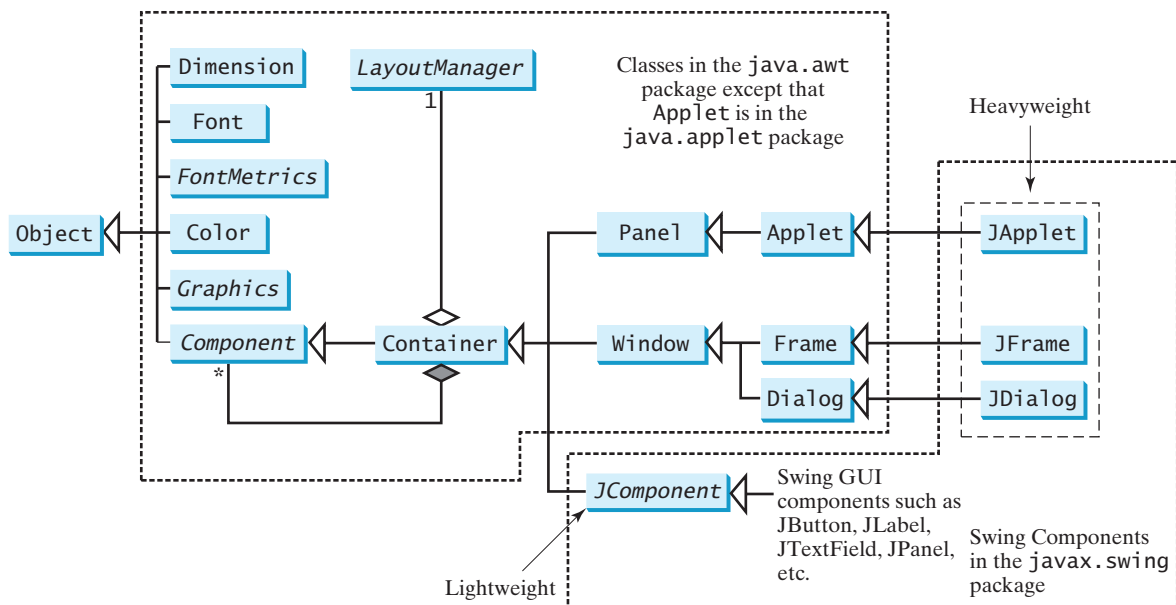 Dimension
LayoutManager
1
Classes in the java.awt
package except that
Applet is in the
java.applet package
Heavyweight
Font
FontMetrics
Object
Color
Panel
Applet
JApplet
Graphics
Component
*
Container
Window
Frame
JFrame
Dialog
JDialog
JComponent
Swing GUI
components such as
JButton, JLabel,
JTextField, JPanel,
etc.
Lightweight
Swing Components
in the javax.swing
package